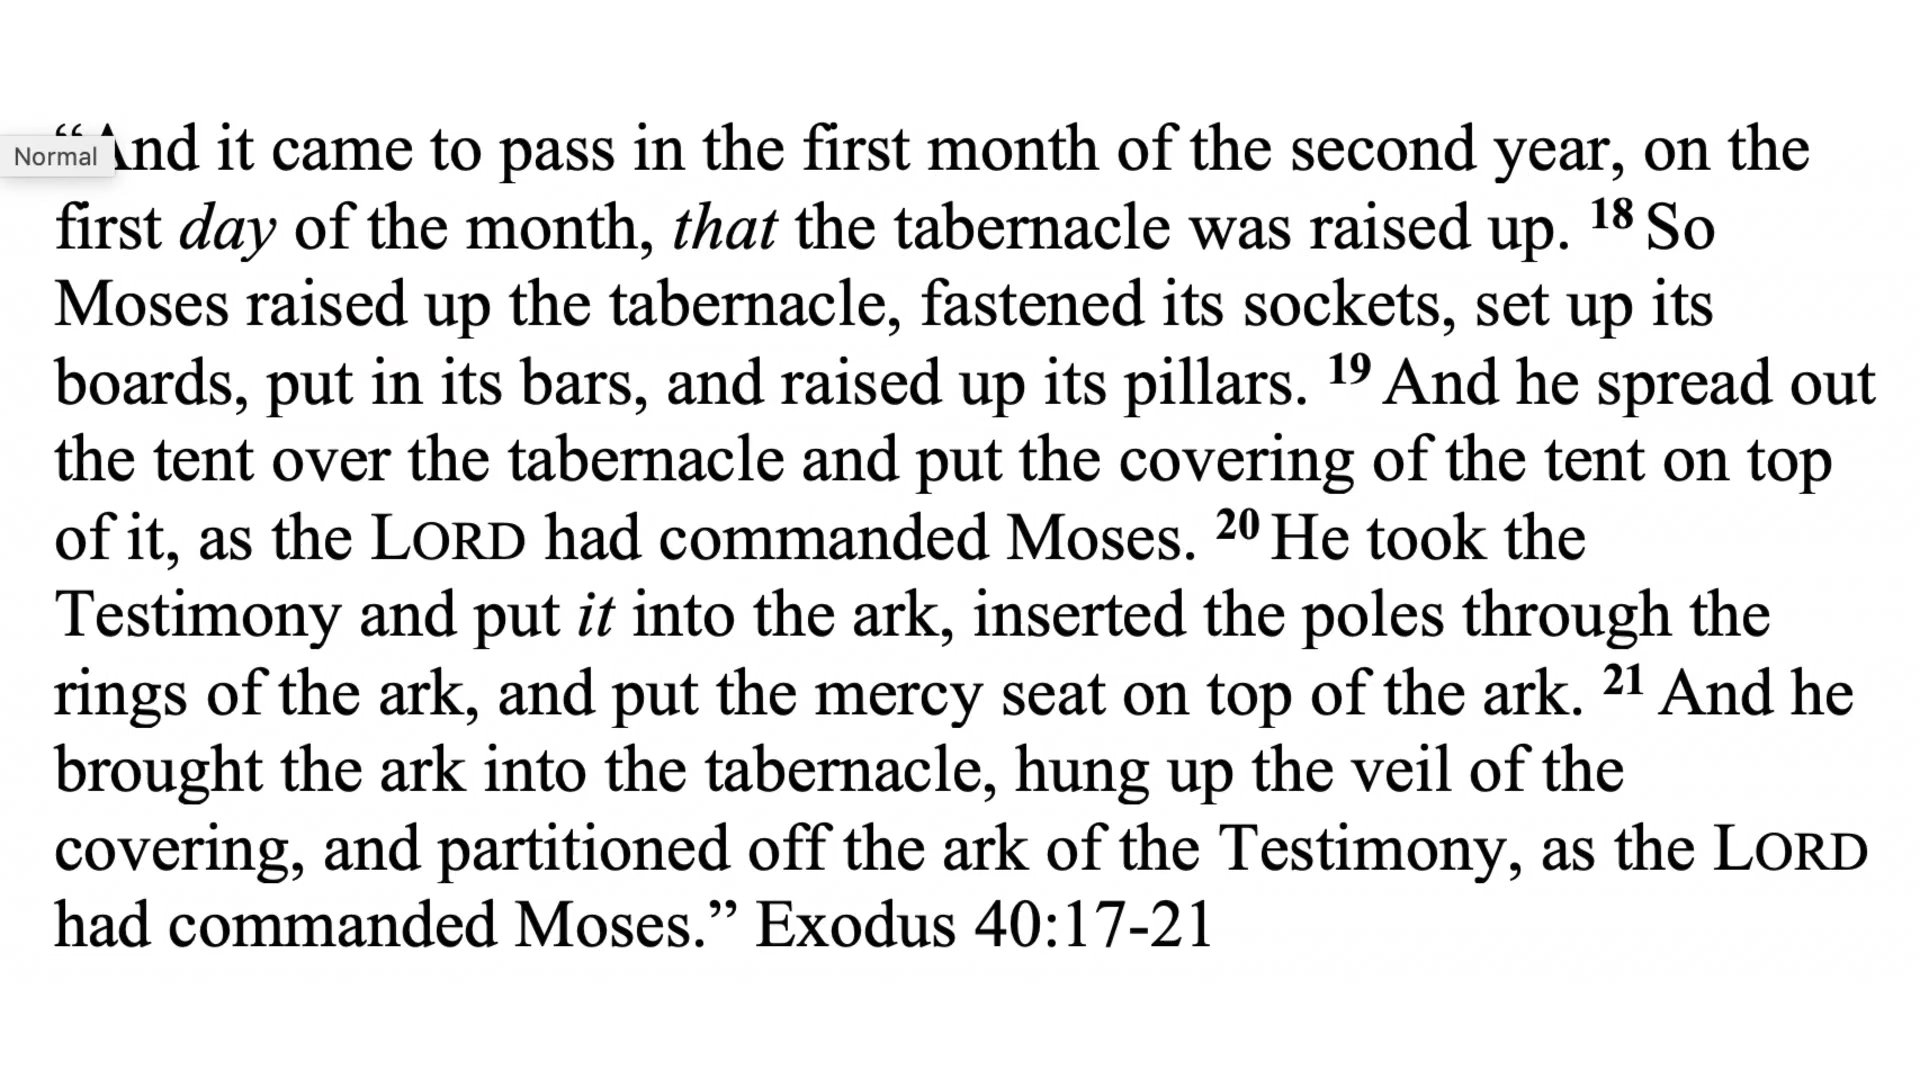 “And it came to pass in the first month of the second year, on the
Normal
first day of the month, that the tabernacle was raised up. 18 So
Moses raised up the tabernacle, fastened its sockets, set up its
boards, put in its bars, and raised up its pillars. 19 And he spread out
the tent over the tabernacle and put the covering of the tent on top
of it, as the LORD had commanded Moses. 20 He took the
Testimony and put it into the ark, inserted the poles through the
rings of the ark, and put the mercy seat on top of the ark. 21 And he
brought the ark into the tabernacle, hung up the veil of the
covering, and partitioned off the ark of the Testimony, as the LORD
had commanded Moses.” Exodus 40:17-21